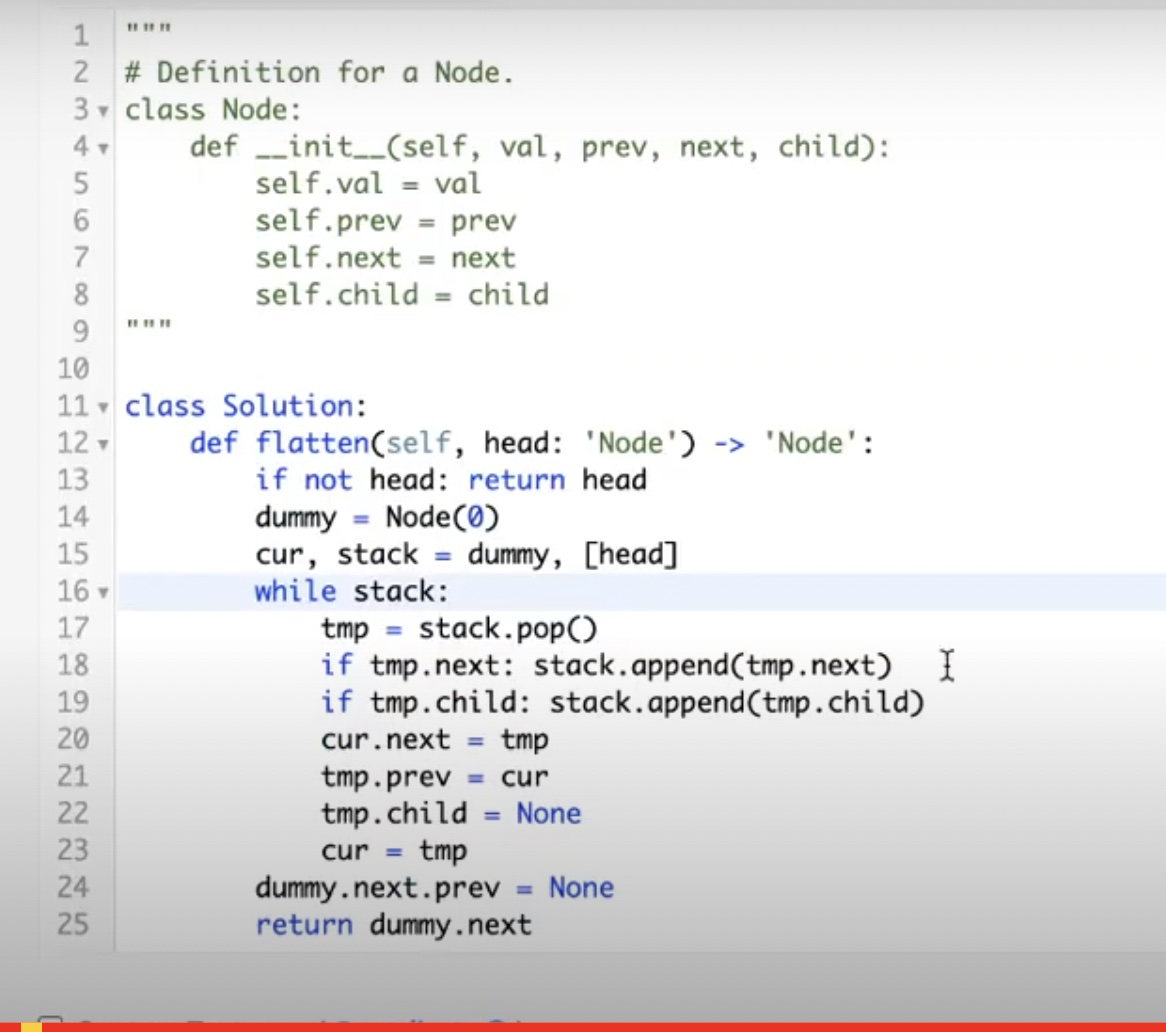 1 """
2 # Definition for a Node.
3 class Node:
4     def __init__(self, val, prev, next, child):
5         self.val = val
6         self.prev = prev
7         self.next = next
8         self.child = child
9 """
10
11 class Solution:
12     def flatten(self, head: 'Node') -> 'Node':
13         if not head: return head
14         dummy = Node(0)
15         cur, stack = dummy, [head]
16         while stack:
17             tmp = stack.pop()
18             if tmp.next: stack.append(tmp.next)
19             if tmp.child: stack.append(tmp.child)
20             cur.next = tmp
21             tmp.prev = cur
22             tmp.child = None
23             cur = tmp
24         dummy.next.prev = None
25         return dummy.next